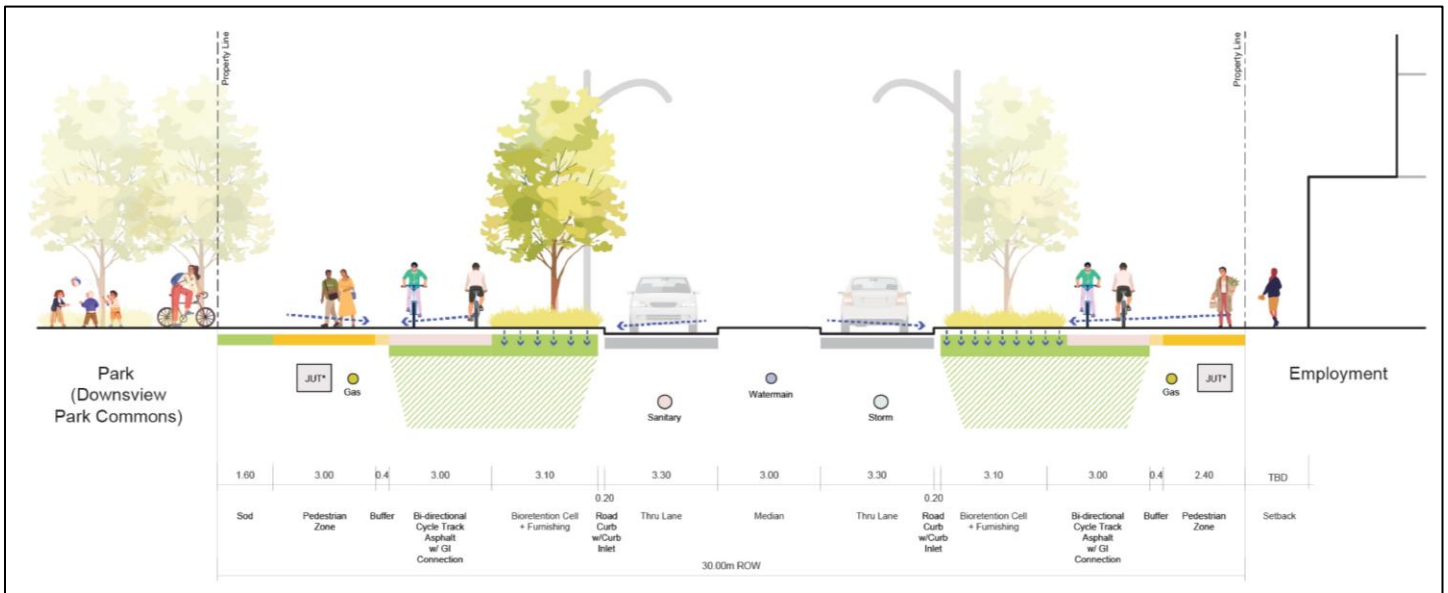 Property Line
Property Line
Park
(Downsview
Park Commons)
JUT*
Gas
Sanitary
Watermain
Storm
Gas
JUT*
Employment
1.60
3.00
0.4
3.00
3.10
0.20
3.30
3.00
3.30
0.20
3.10
3.00
0.4
2.40
TBD
Sod
Pedestrian
Zone
Buffer
Bi-directional
Cycle Track
Asphalt
w/ GI
Connection
Bioretention Cell
+ Furnishing
Road
Curb
w/Curb
Inlet
Thru Lane
Median
Thru Lane
Road
Curb
w/Curb
Inlet
Bioretention Cell
+ Furnishing
Bi-directional
Cycle Track
Asphalt
w/ GI
Connection
Buffer
Pedestrian
Zone
Setback
30.00m ROW